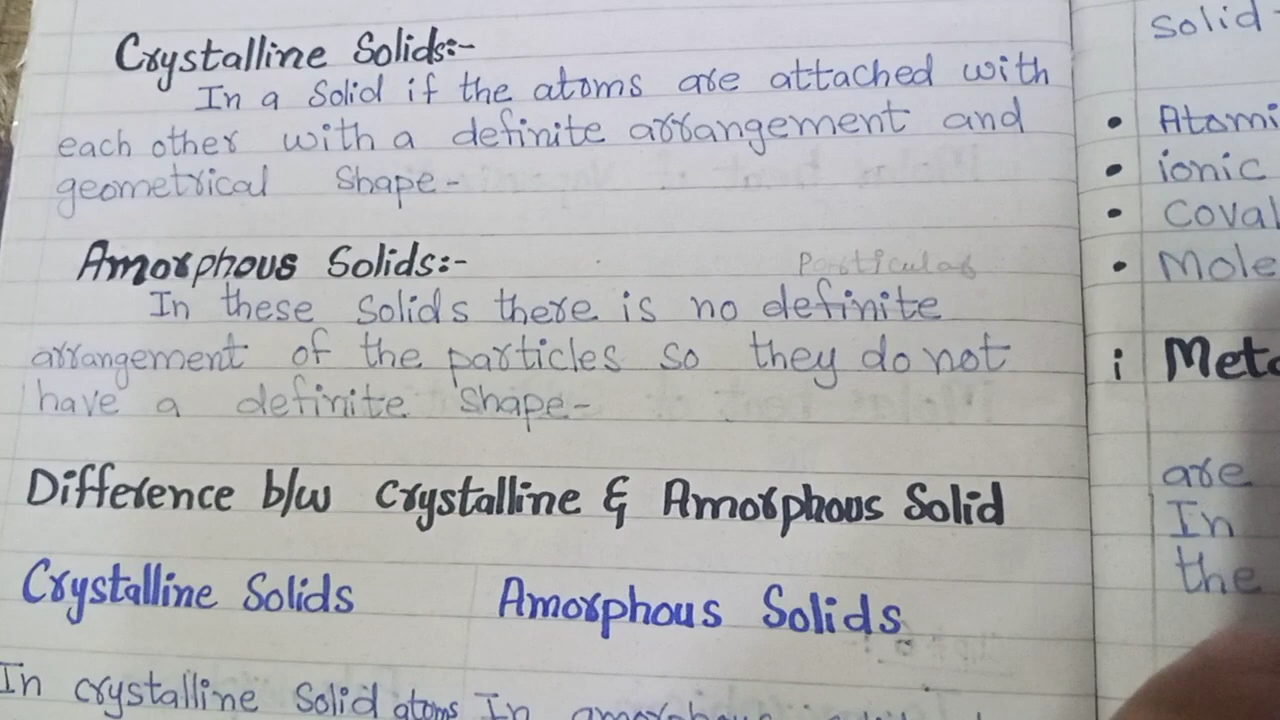 Crystalline Solids:-
In a Solid if the atoms are attached with
each other with a definite arrangement and
geometrical shape-
Amorphous Solids:-
Particular
In these solids there is no definite
arrangement of the particles so they do not
have a definite shape-
Difference b/w Crystalline & Amorphous Solid
Crystalline Solids Amorphous Solids
In crystalline Solid atoms In
Solid
• Atomi
• ionic
• Coval
• Mole
i Meta
are
In
the